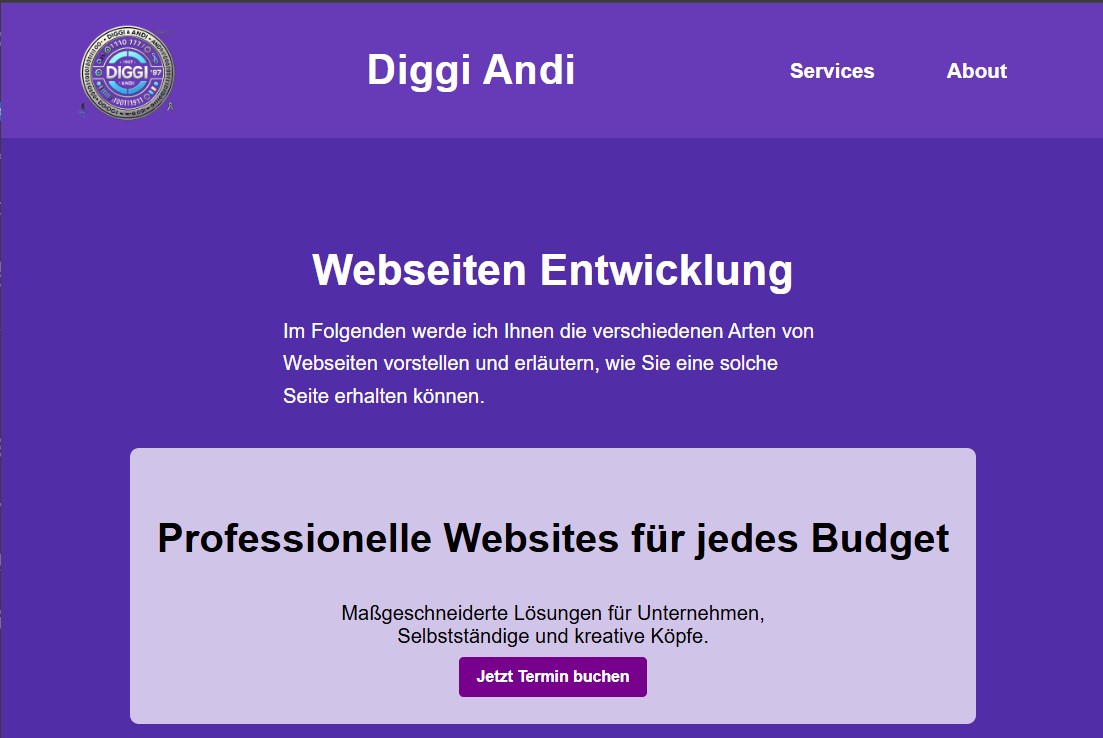 DIGGI & ANDI
DIGGI
'97
ANDI
Diggi Andi
Services
About
Webseiten Entwicklung
Im Folgenden werde ich Ihnen die verschiedenen Arten von
Webseiten vorstellen und erläutern, wie Sie eine solche
Seite erhalten können.
Professionelle Websites für jedes Budget
Maßgeschneiderte Lösungen für Unternehmen,
Selbstständige und kreative Köpfe.
Jetzt Termin buchen